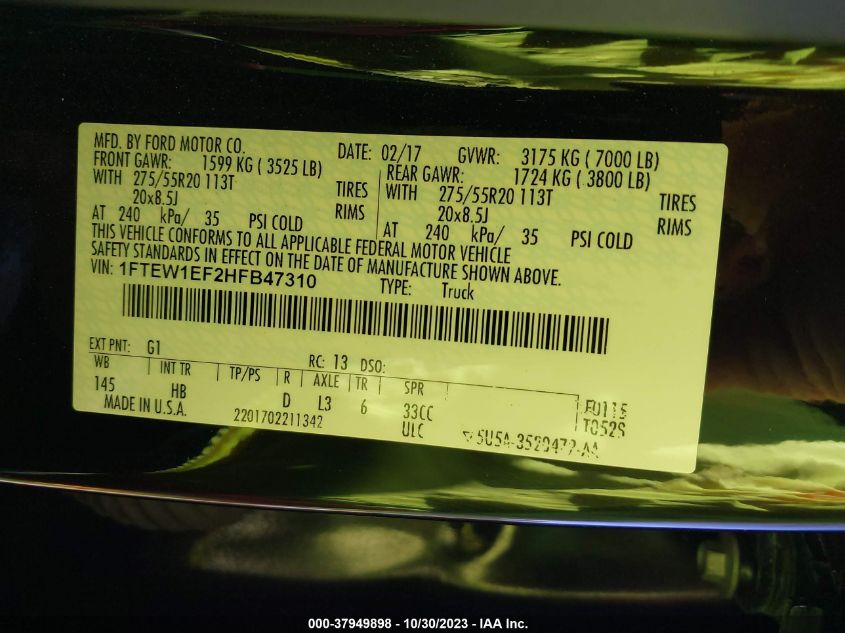 MFD. BY FORD MOTOR CO. DATE: 02/17 GVWR: 3175 KG ( 7000 LB)
FRONT GAWR: 1599 KG ( 3525 LB) REAR GAWR: 1724 KG ( 3800 LB)
WITH 275/55R20 113T TIRES WITH 275/55R20 113T TIRES
20x8.5J RIMS 20x8.5J RIMS
AT 240 kPa/ 35 PSI COLD AT 240 kPa/ 35 PSI COLD
THIS VEHICLE CONFORMS TO ALL APPLICABLE FEDERAL MOTOR VEHICLE
SAFETY STANDARDS IN EFFECT ON THE DATE OF MANUFACTURE SHOWN ABOVE.
VIN: 1FTEW1EF2HFB47310 TYPE: Truck
EXT PNT: G1 RC: 13 DSO:
WB INT TR TP/PS R AXLE TR SPR
145 HB D L3 6 33CC
MADE IN U.S.A. 2201702211342 ULC
000-37949898 - 10/30/2023 - IAA Inc.